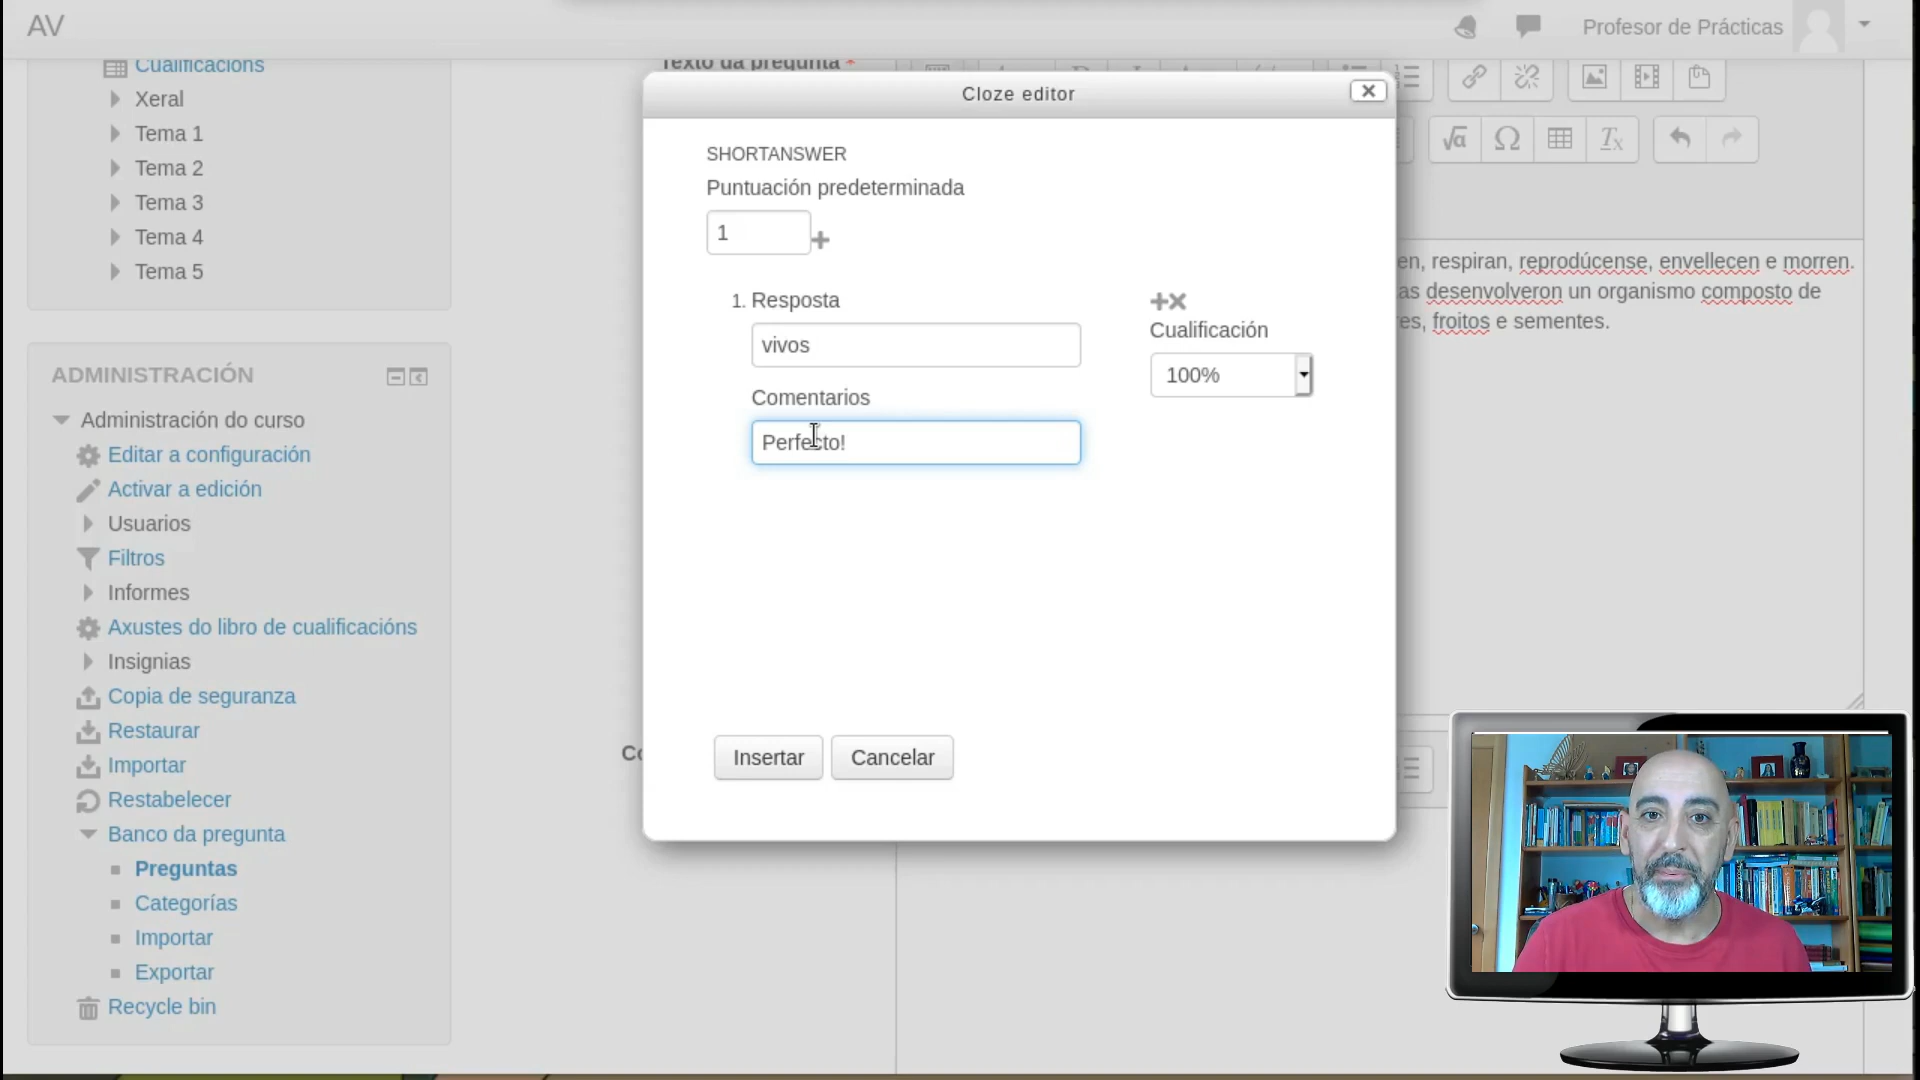 AV
Profesor de Prácticas
Cualificacións
Xeral
Tema 1
Tema 2
Tema 3
Tema 4
Tema 5
ADMINISTRACIÓN
Administración do curso
Editar a configuración
Activar a edición
Usuarios
Filtros
Informes
Axustes do libro de cualificacións
Insignias
Copia de seguranza
Restaurar
Importar
Restabelecer
Banco da pregunta
Preguntas
Categorías
Importar
Exportar
Recycle bin
Texto da pregunta *
Cloze editor
SHORTANSWER
Puntuación predeterminada
1
1. Resposta
vivos
Cualificación
100%
Comentarios
Perfecto!
Insertar
Cancelar
respiran, reprodúcense, envellecen e morren.
desenvolveron un organismo composto de
froitos e sementes.